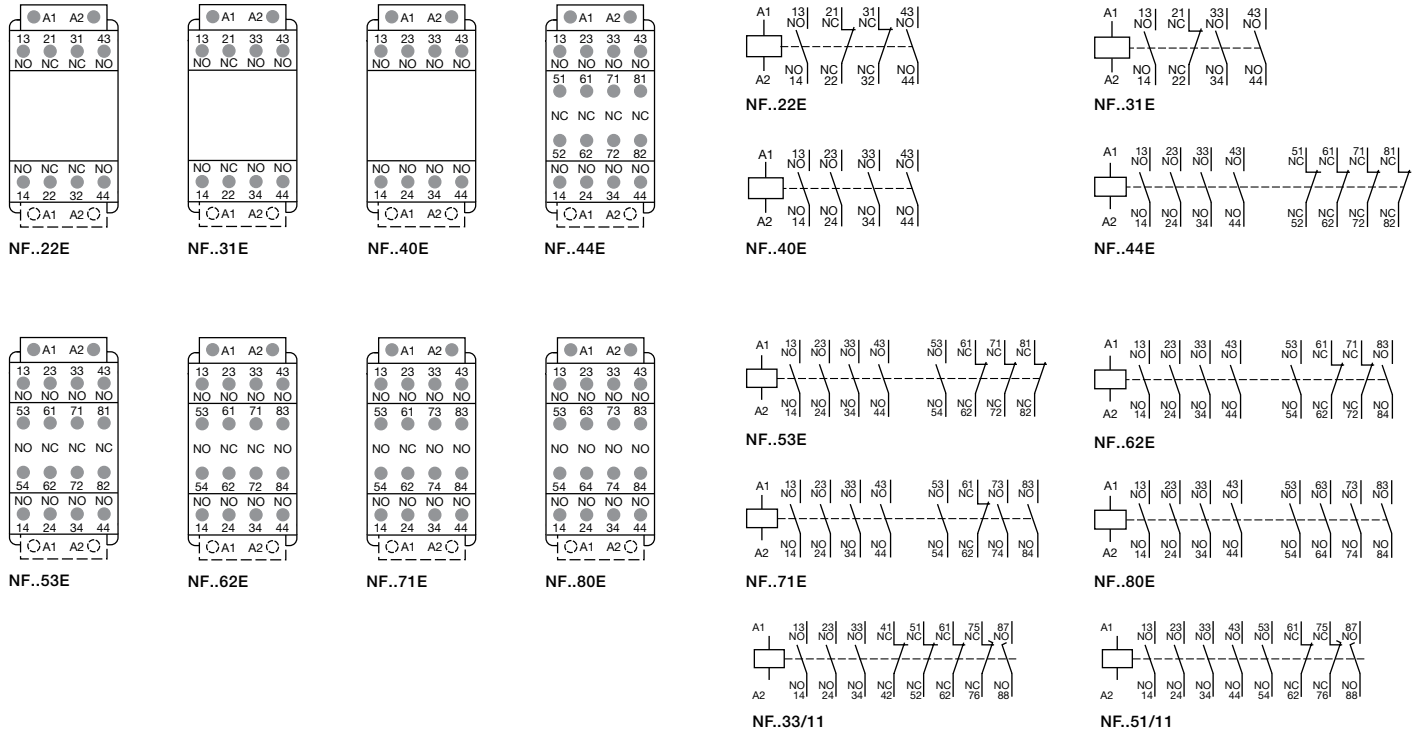 A1 A2
13 21 31 43
NO NC NC NO
NO NC NC NO
14 22 32 44
A1 A2
NF..22E
A1 A2
13 21 33 43
NO NC NO NO
NO NC NO NO
14 22 34 44
A1 A2
NF..31E
A1 A2
13 23 33 43
NO NO NO NO
NO NO NO NO
14 24 34 44
A1 A2
NF..40E
A1 A2
13 23 33 43
NO NO NO NO
51 61 71 81
NC NC NC NC
52 62 72 82
NO NO NO NO
14 24 34 44
A1 A2
NF..44E
A1 13 21 31 43
NO NC NC NO
NO NC NC NO
A2 14 22 32 44
NF..22E
A1 13 21 33 43
NO NC NO NO
NO NC NO NO
A2 14 22 34 44
NF..31E
A1 13 23 33 43
NO NO NO NO
NO NO NO NO
A2 14 24 34 44
NF..40E
A1 13 23 33 43 51 61 71 81
NO NO NO NO NC NC NC NC
NO NO NO NO NC NC NC NC
A2 14 24 34 44 52 62 72 82
NF..44E
A1 A2
13 23 33 43
NO NO NO NO
53 61 71 81
NO NC NC NC
54 62 72 82
NO NO NO NO
14 24 34 44
A1 A2
NF..53E
A1 A2
13 23 33 43
NO NO NO NO
53 61 71 83
NO NC NC NO
54 62 72 84
NO NO NO NO
14 24 34 44
A1 A2
NF..62E
A1 A2
13 23 33 43
NO NO NO NO
53 61 73 83
NO NC NO NO
54 62 74 84
NO NO NO NO
14 24 34 44
A1 A2
NF..71E
A1 A2
13 23 33 43
NO NO NO NO
53 63 73 83
NO NO NO NO
54 64 74 84
NO NO NO NO
14 24 34 44
A1 A2
NF..80E
A1 13 23 33 43 53 61 71 81
NO NO NO NO NO NC NC NC
NO NO NO NO NO NC NC NC
A2 14 24 34 44 54 62 72 82
NF..53E
A1 13 23 33 43 53 61 71 83
NO NO NO NO NO NC NC NO
NO NO NO NO NO NC NC NO
A2 14 24 34 44 54 62 72 84
NF..62E
A1 13 23 33 43 53 61 73 83
NO NO NO NO NO NC NO NO
NO NO NO NO NO NC NO NO
A2 14 24 34 44 54 62 74 84
NF..71E
A1 13 23 33 43 53 63 73 83
NO NO NO NO NO NO NO NO
NO NO NO NO NO NO NO NO
A2 14 24 34 44 54 64 74 84
NF..80E
A1 13 23 33 41 51 61 75 87
NO NO NO NC NC NC NC NO
NO NO NO NC NC NC NC NO
A2 14 24 34 42 52 62 76 88
NF..33/11
A1 13 23 33 43 53 61 75 87
NO NO NO NO NO NC NC NO
NO NO NO NO NO NC NC NO
A2 14 24 34 44 54 62 76 88
NF..51/11